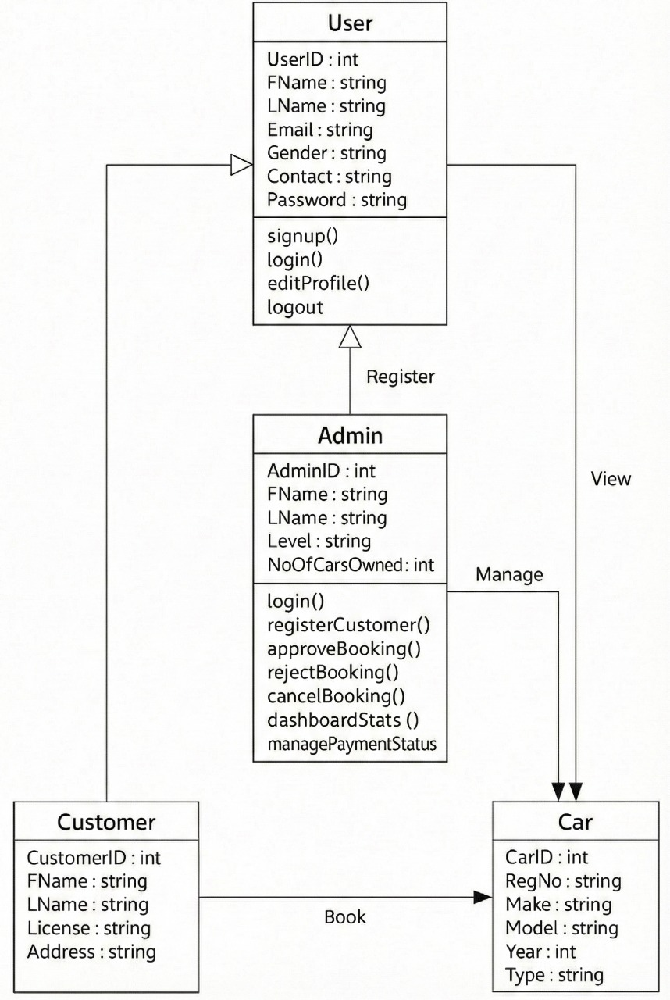 User
UserID : int
FName : string
LName : string
Email : string
Gender : string
Contact : string
Password : string
signup()
login()
editProfile()
logout
Register
Admin
AdminID : int
FName : string
LName : string
Level : string
NoOfCarsOwned: int
login()
registerCustomer()
approveBooking()
rejectBooking()
cancelBooking()
dashboardStats ()
managePaymentStatus
View
Manage
Customer
CustomerID : int
FName : string
LName : string
License : string
Address : string
Book
Car
CarID : int
RegNo : string
Make : string
Model : string
Year : int
Type : string